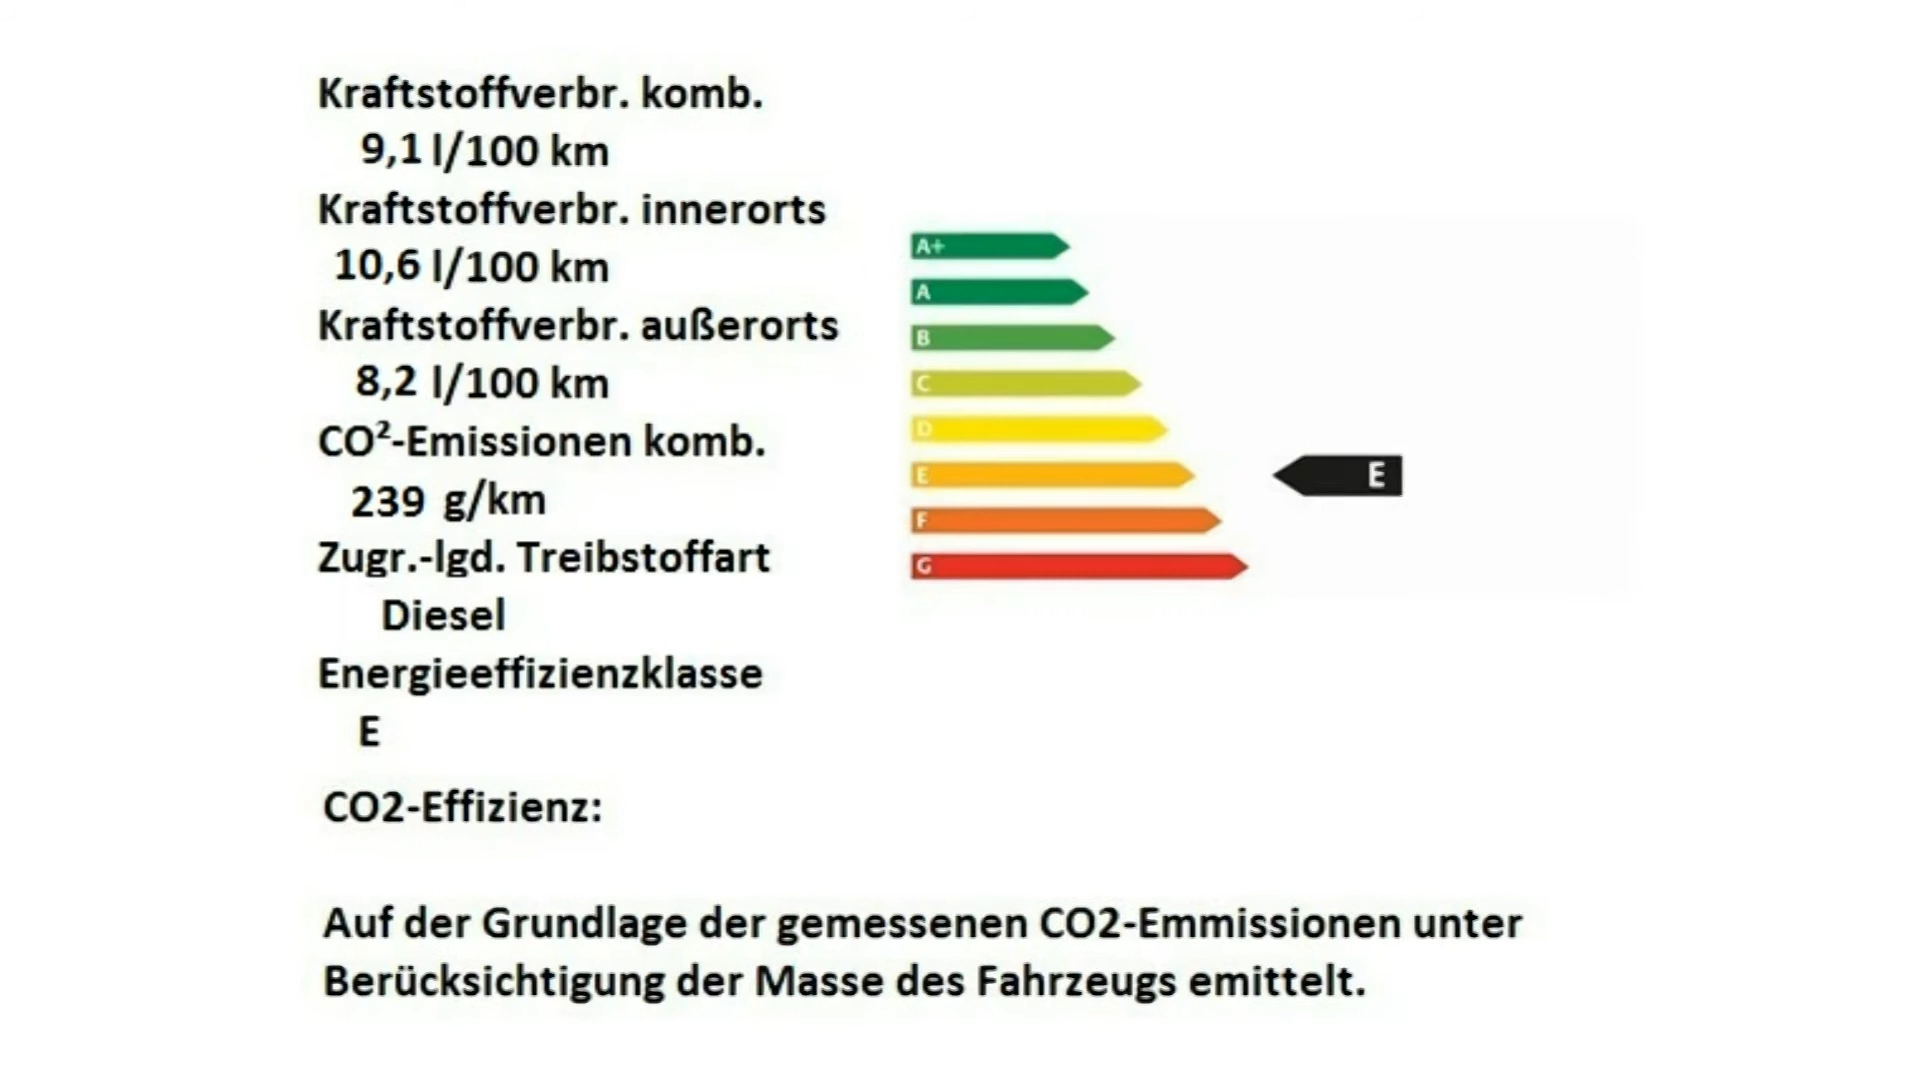 Kraftstoffverbr. komb.
9,1 l/100 km
Kraftstoffverbr. innerorts
10,6 l/100 km
Kraftstoffverbr. außerorts
8,2 l/100 km
CO²-Emissionen komb.
239 g/km
Zugr.-lgd. Treibstoffart
Diesel
Energieeffizienzklasse
E
A+
A
B
C
D
E
E
F
G
CO2-Effizienz:
Auf der Grundlage der gemessenen CO2-Emmissionen unter
Berücksichtigung der Masse des Fahrzeugs emittelt.